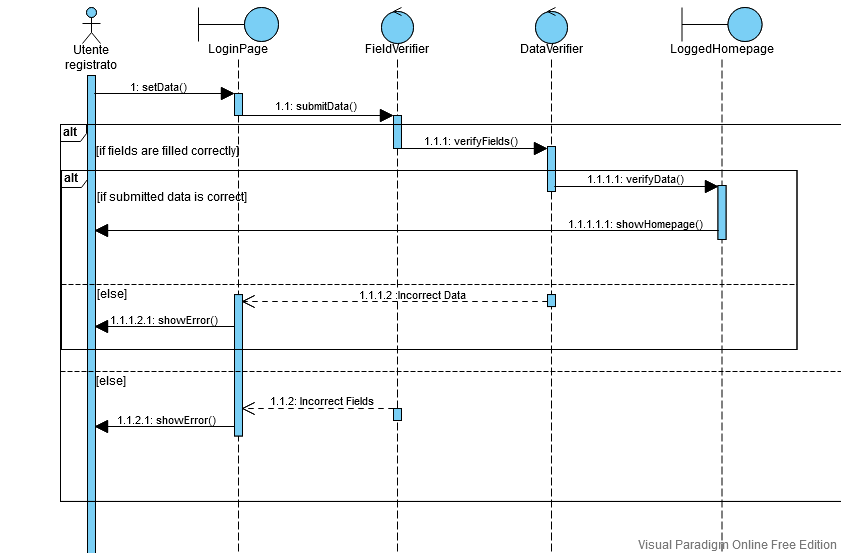 Utente
registrato
LoginPage
FieldVerifier
DataVerifier
LoggedHomepage
1: setData()
1.1: submitData()
alt
[if fields are filled correctly]
1.1.1: verifyFields()
alt
[if submitted data is correct]
1.1.1.1: verifyData()
1.1.1.1.1: showHomepage()
[else]
1.1.1.2 :Incorrect Data
1.1.1.2.1: showError()
[else]
1.1.2: Incorrect Fields
1.1.2.1: showError()
Visual Paradigm Online Free Edition